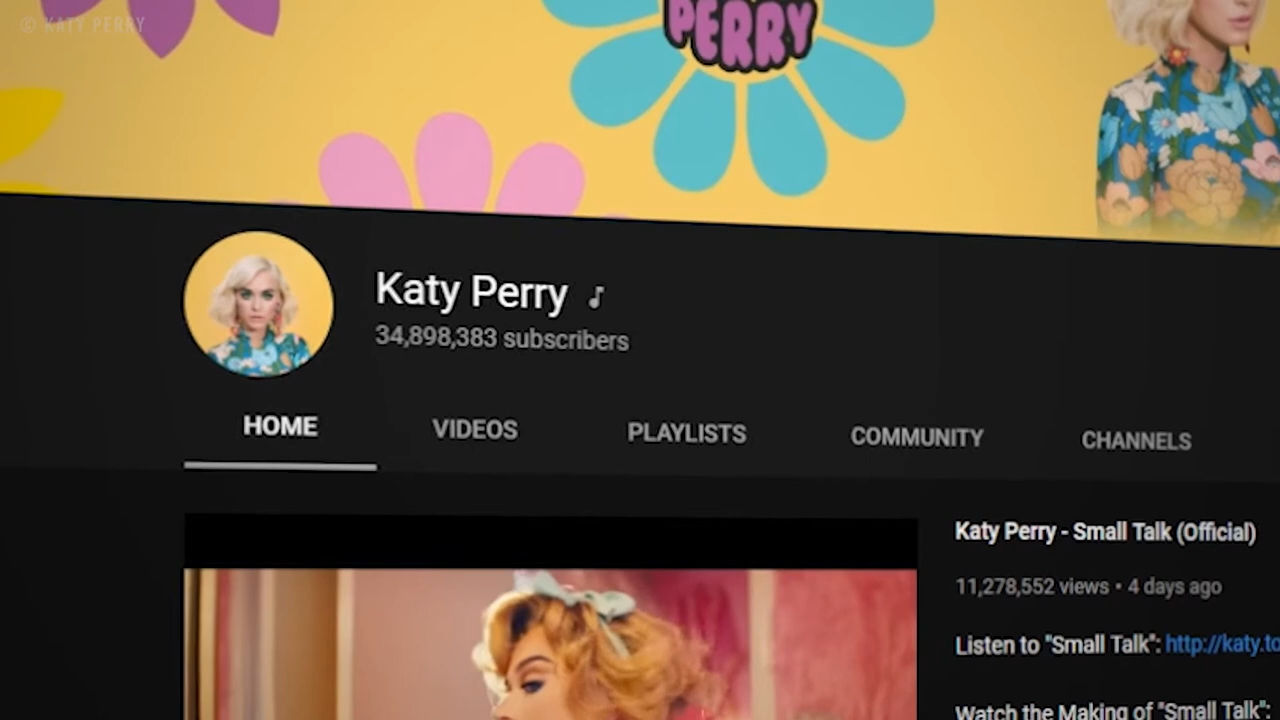 © KATY PERRY
PERRY
Katy Perry
34,898,383 subscribers
HOME VIDEOS PLAYLISTS COMMUNITY CHANNELS
Katy Perry - Small Talk (Official)
11,278,552 views • 4 days ago
Listen to "Small Talk": http://katy.to
Watch the Making of "Small Talk":